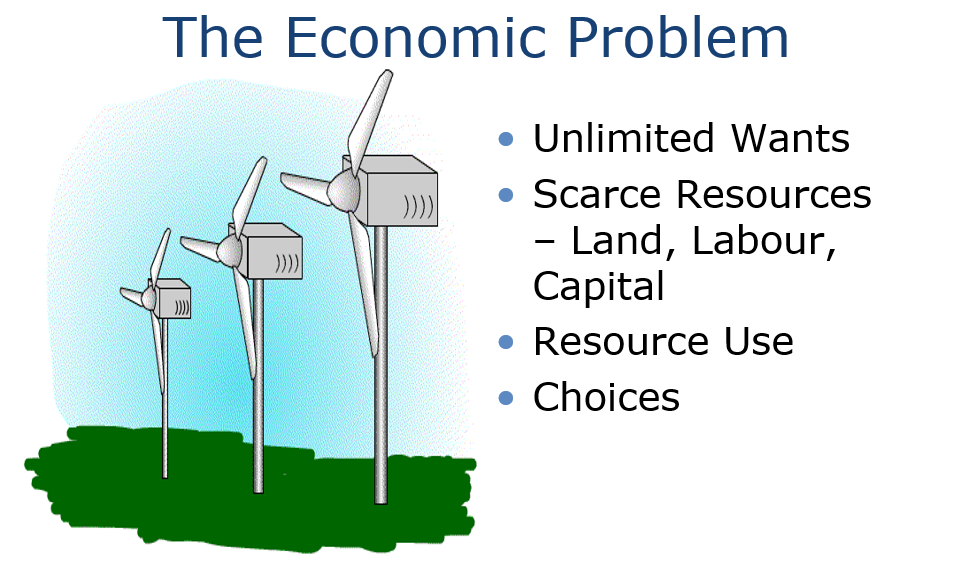 The Economic Problem
• Unlimited Wants
• Scarce Resources
– Land, Labour,
Capital
• Resource Use
• Choices